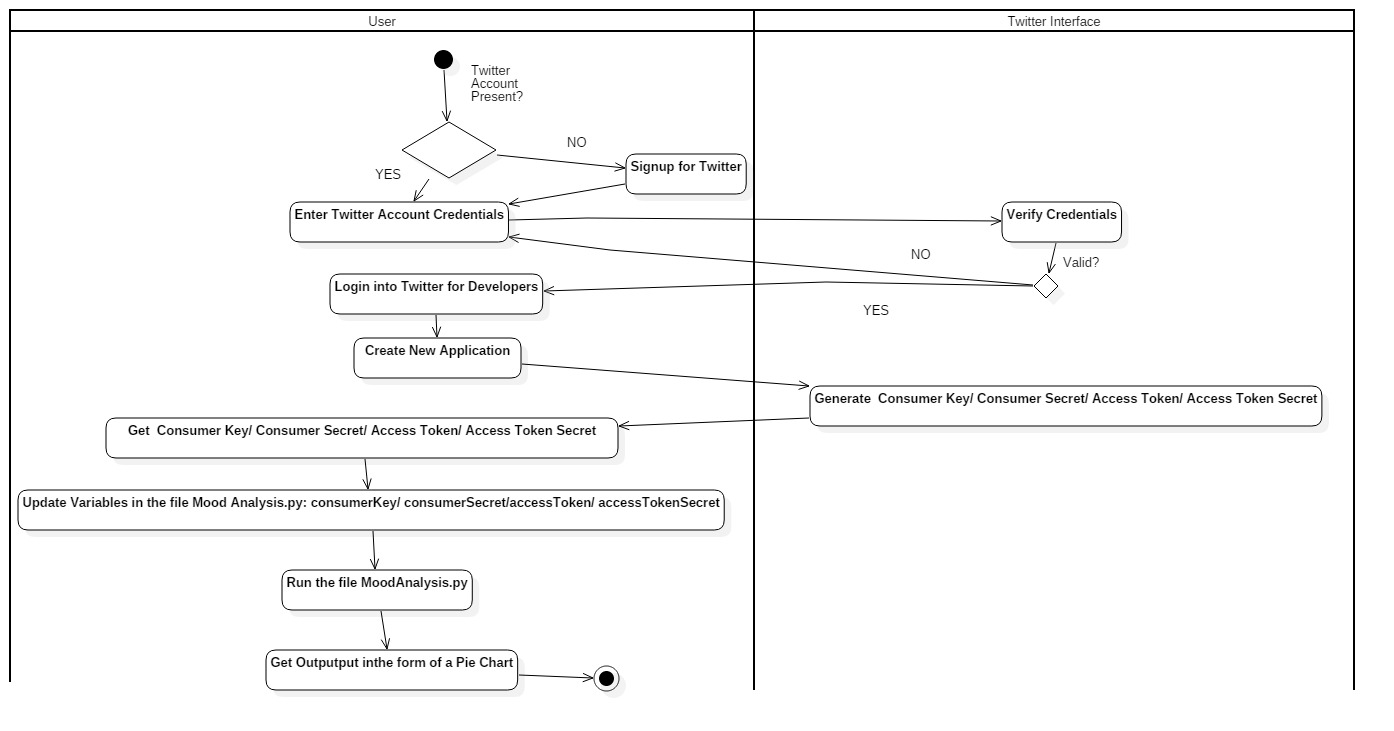 User
Twitter Interface
Twitter
Account
Present?
NO
Signup for Twitter
YES
Enter Twitter Account Credentials
Verify Credentials
NO
Valid?
Login into Twitter for Developers
YES
Create New Application
Generate  Consumer Key/ Consumer Secret/ Access Token/ Access Token Secret
Get  Consumer Key/ Consumer Secret/ Access Token/ Access Token Secret
Update Variables in the file Mood Analysis.py: consumerKey/ consumerSecret/accessToken/ accessTokenSecret
Run the file MoodAnalysis.py
Get Outputput inthe form of a Pie Chart